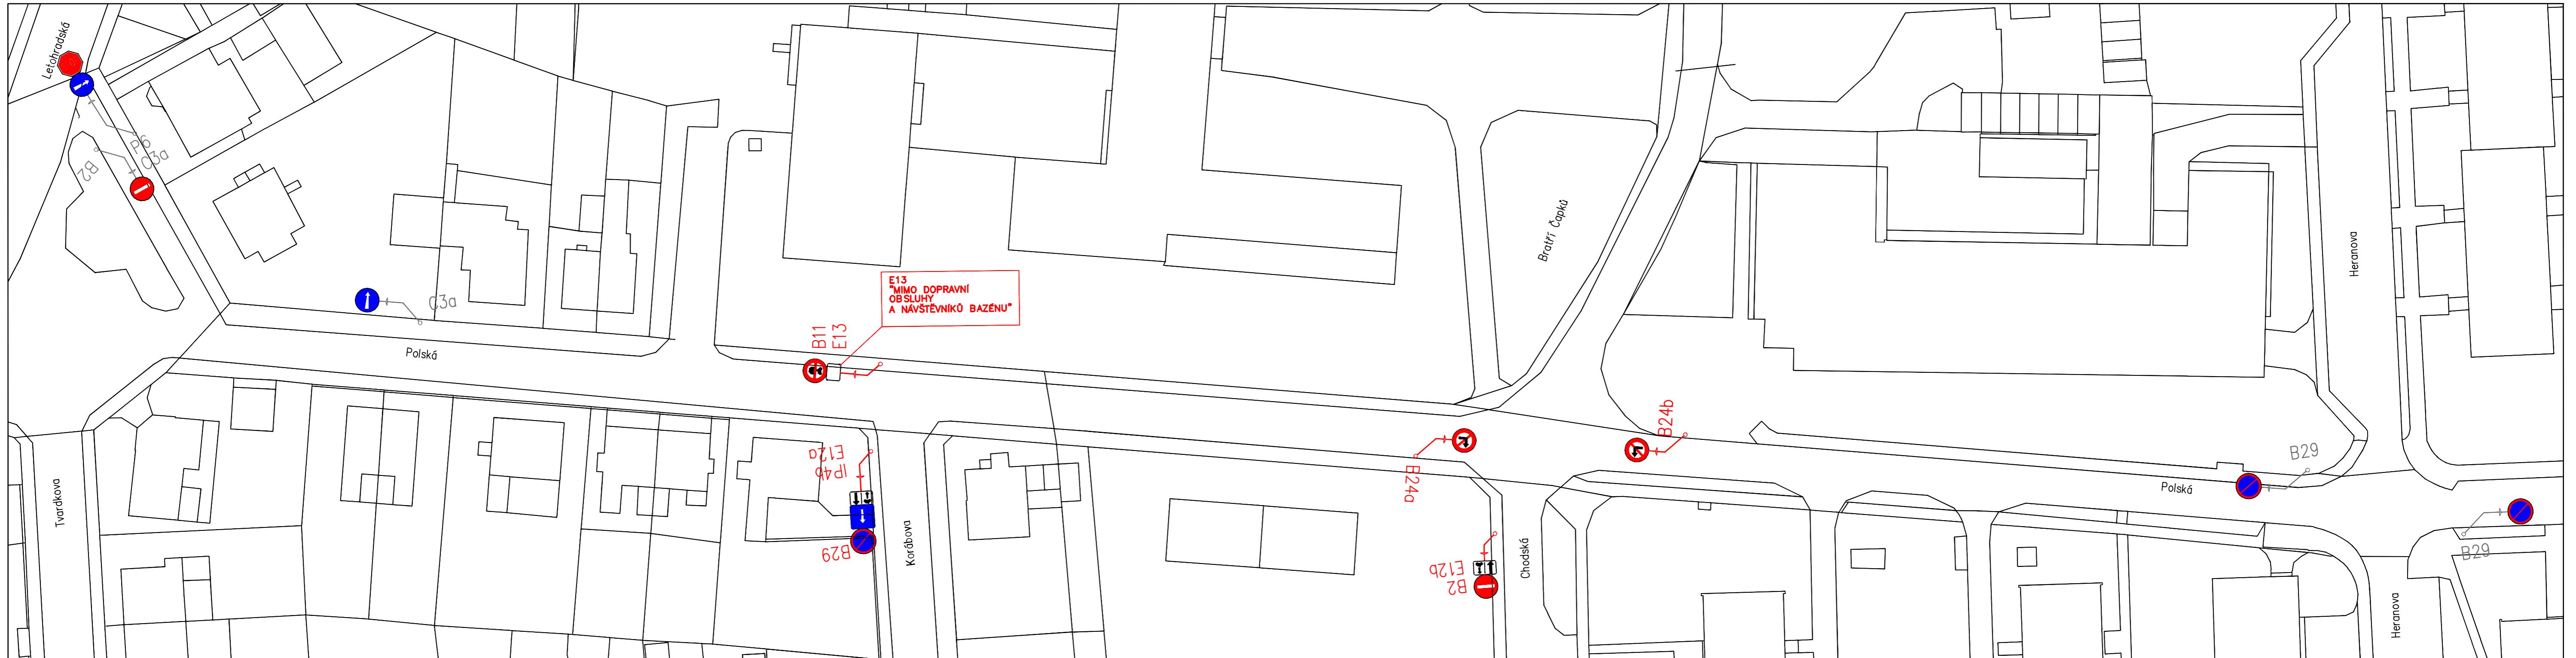 Letohradská
P6
C3a
B2
C3a
Polská
B11
E13
E13
"MIMO DOPRAVNÍ
OBSLUHY
A NÁVŠTĚVNÍKŮ BAZÉNU"
Bratří Čapků
Heranova
B24b
B24a
Polská
B29
B29
Tvardkova
E12a
IP4b
B29
Korábova
E12b
B2
Chodská
Heranova